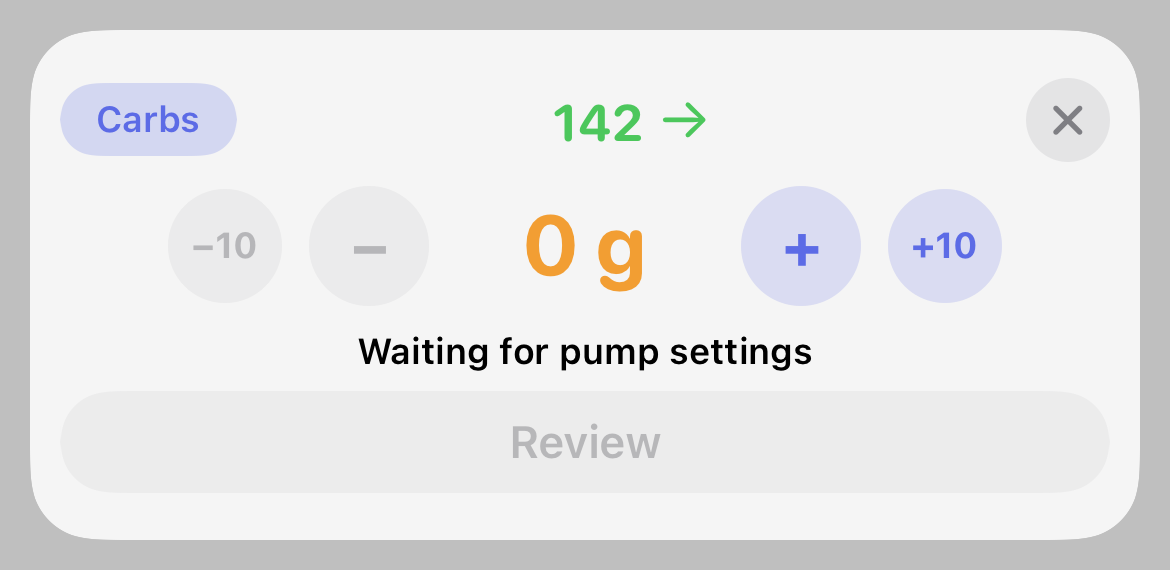 Carbs 142 →
−10 − 0 g + +10
Waiting for pump settings
Review